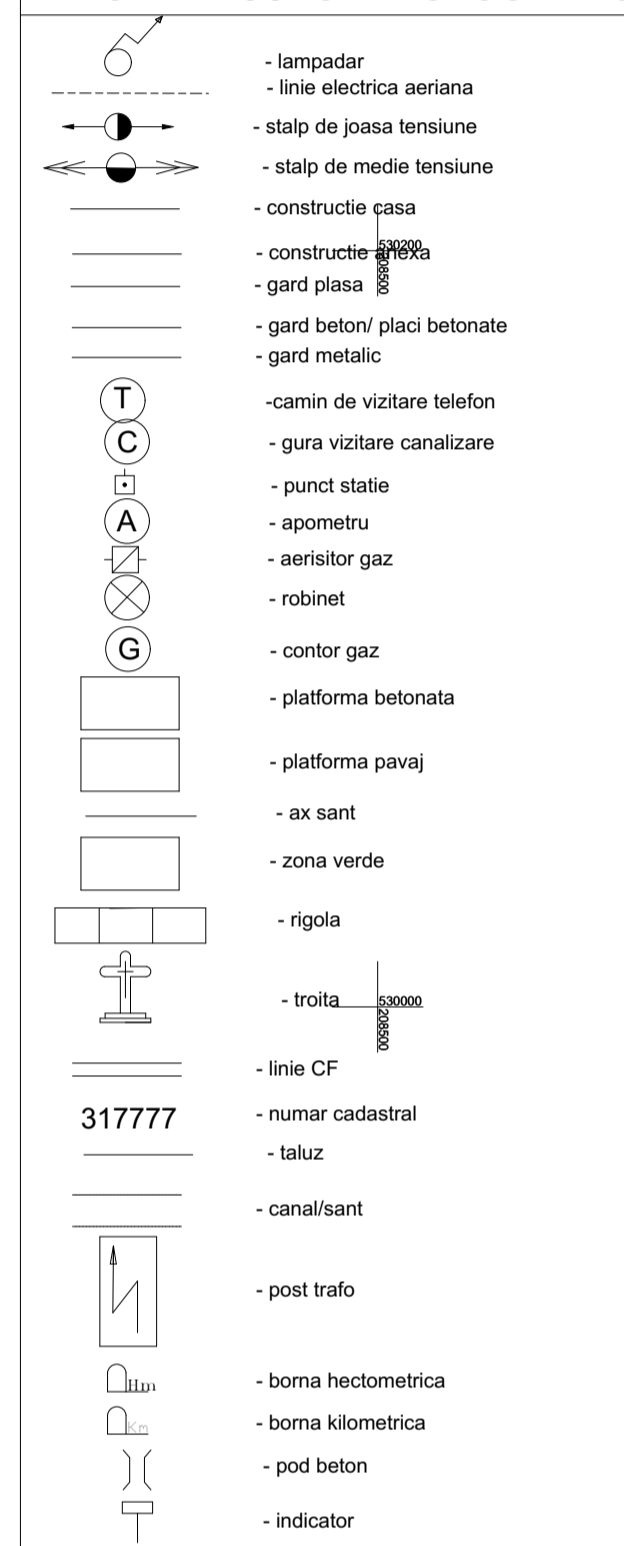 - lampadar
- linie electrica aeriana
- stalp de joasa tensiune
- stalp de medie tensiune
- constructie casa
530200
- constructie anexa
208500
- gard plasa
- gard beton/ placi betonate
- gard metalic
T -camin de vizitare telefon
C - gura vizitare canalizare
- punct statie
A - apometru
- aerisitor gaz
- robinet
G - contor gaz
- platforma betonata
- platforma pavaj
- ax sant
- zona verde
- rigola
- troita 530000
208500
- linie CF
317777 - numar cadastral
- taluz
- canal/sant
- post trafo
Hm - borna hectometrica
Km - borna kilometrica
- pod beton
- indicator